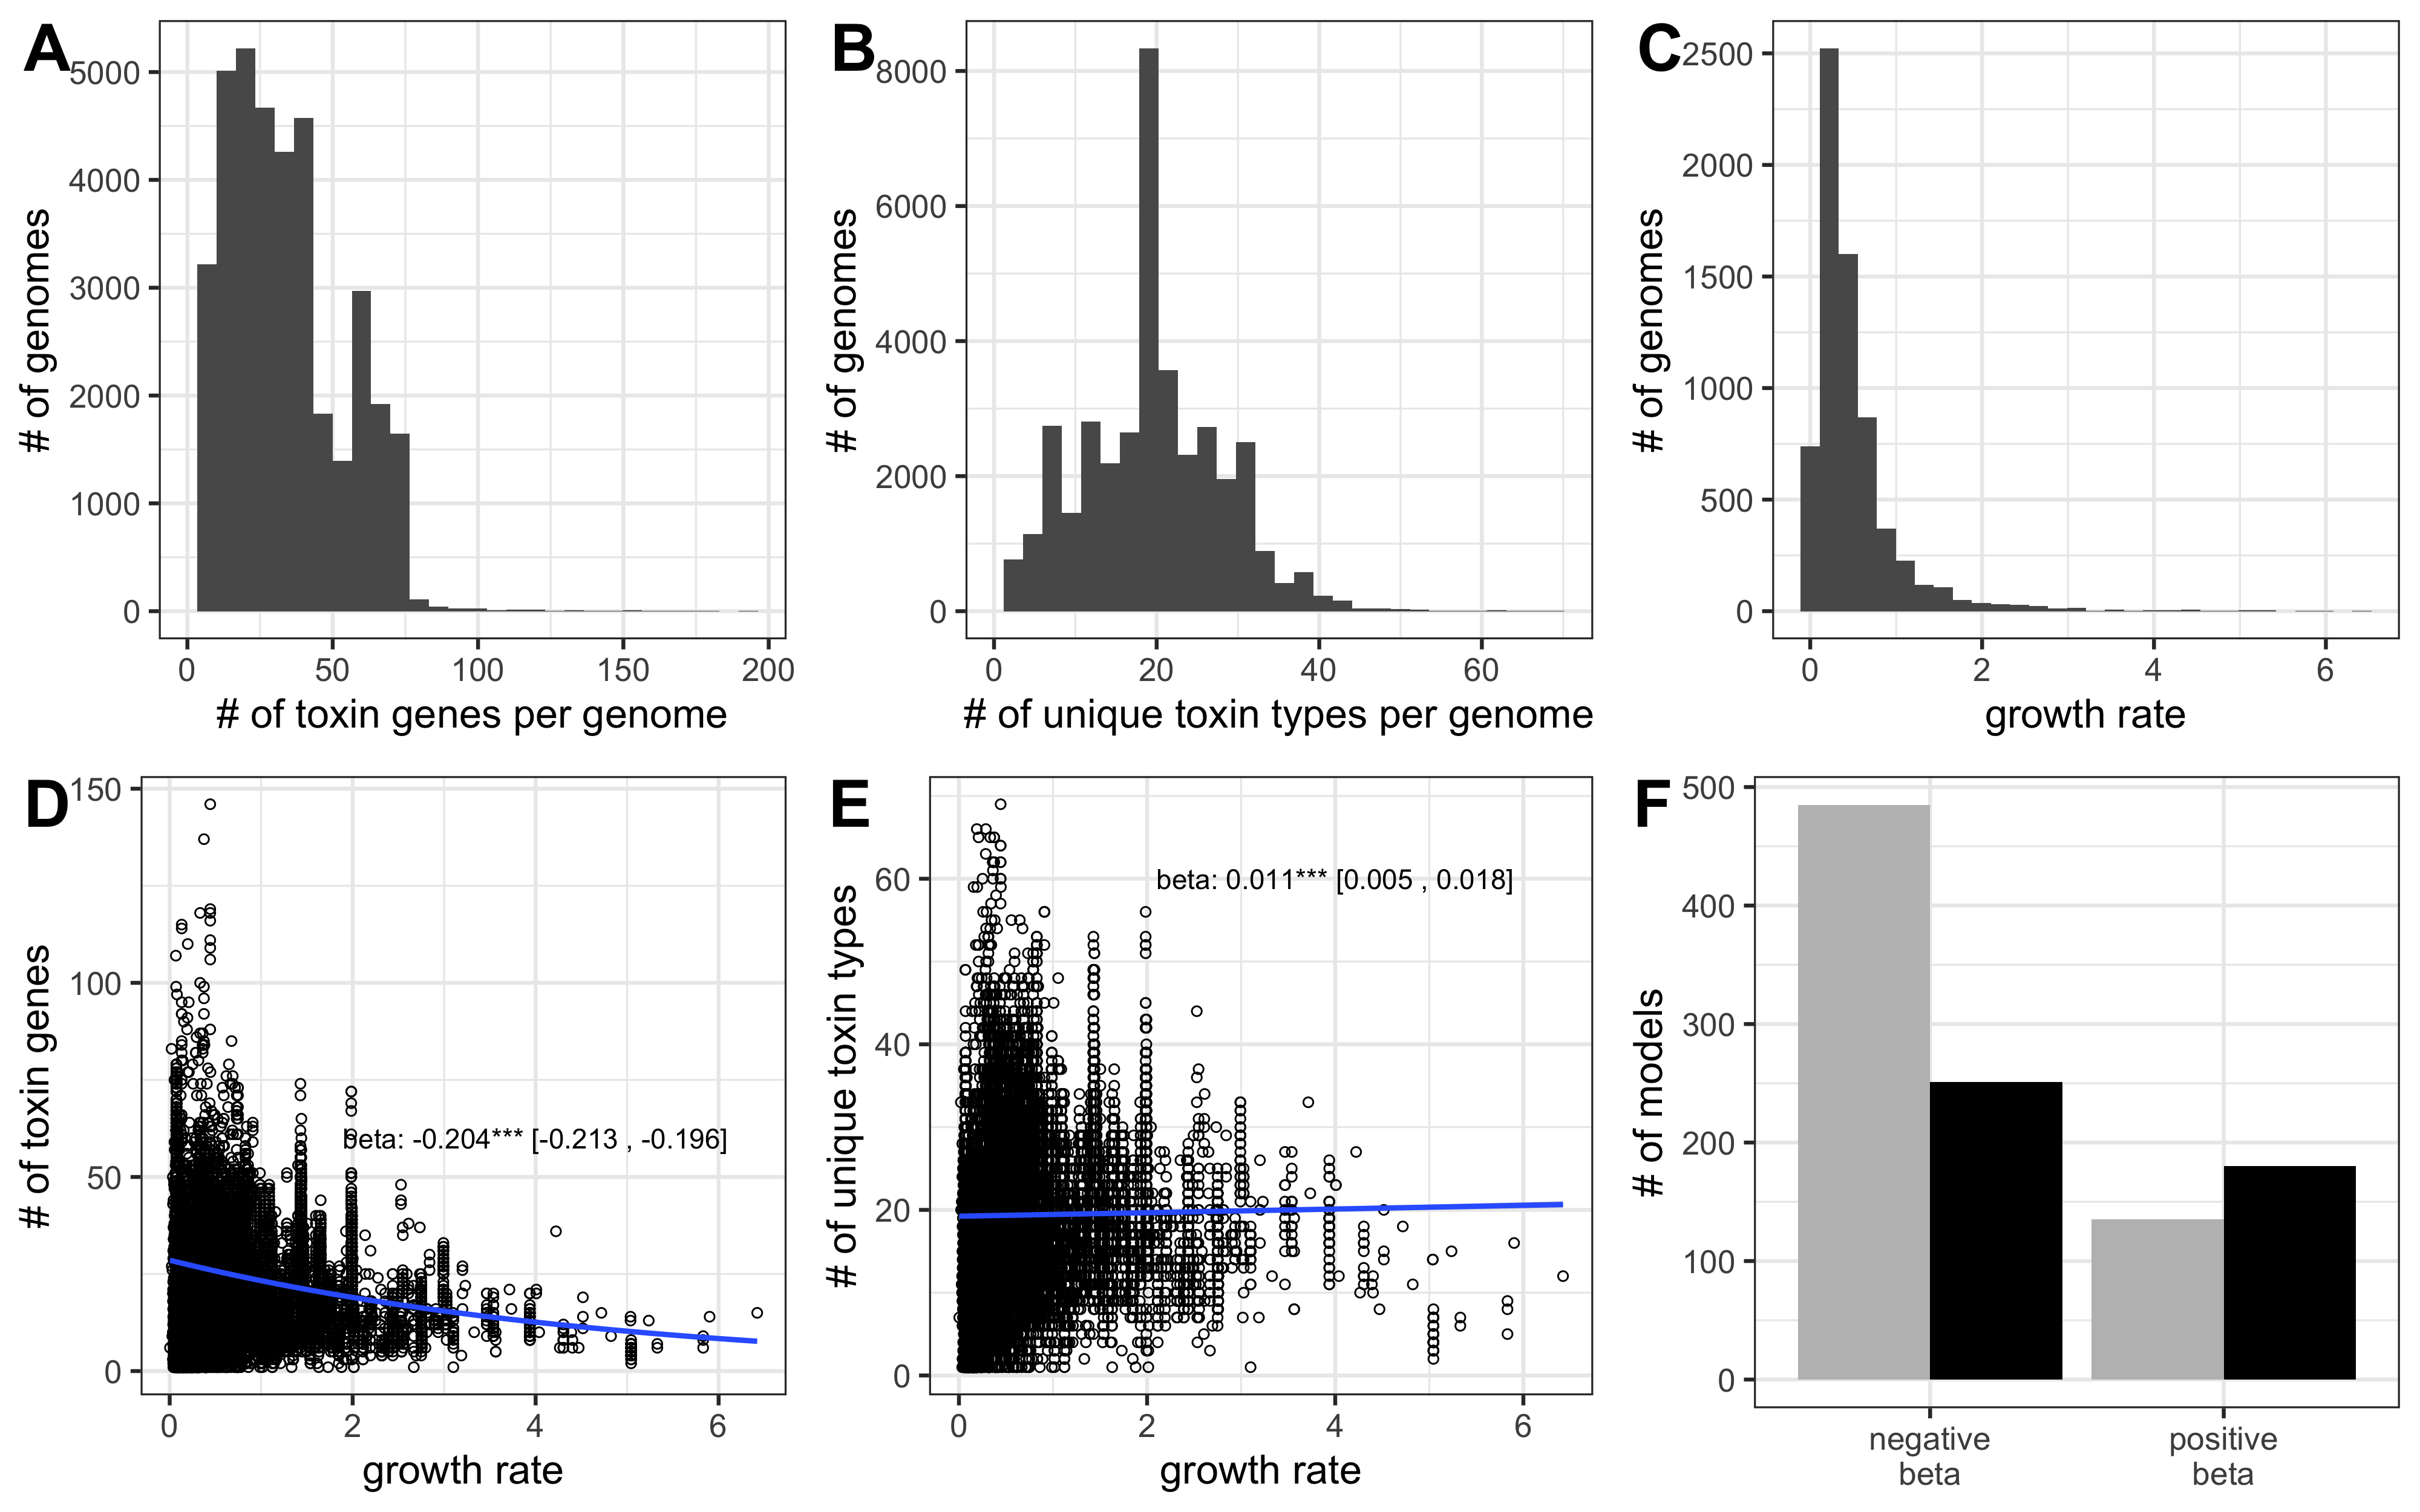 A
5000
4000
3000
2000
1000
0
# of genomes
0 50 100 150 200
# of toxin genes per genome
B
8000
6000
4000
2000
0
# of genomes
0 20 40 60
# of unique toxin types per genome
C
2500
2000
1500
1000
500
0
# of genomes
0 2 4 6
growth rate
D
150
100
50
0
# of toxin genes
beta: -0.204*** [-0.213 , -0.196]
0 2 4 6
growth rate
E
60
40
20
0
# of unique toxin types
beta: 0.011*** [0.005 , 0.018]
0 2 4 6
growth rate
F
500
400
300
200
100
0
# of models
negative
beta
positive
beta